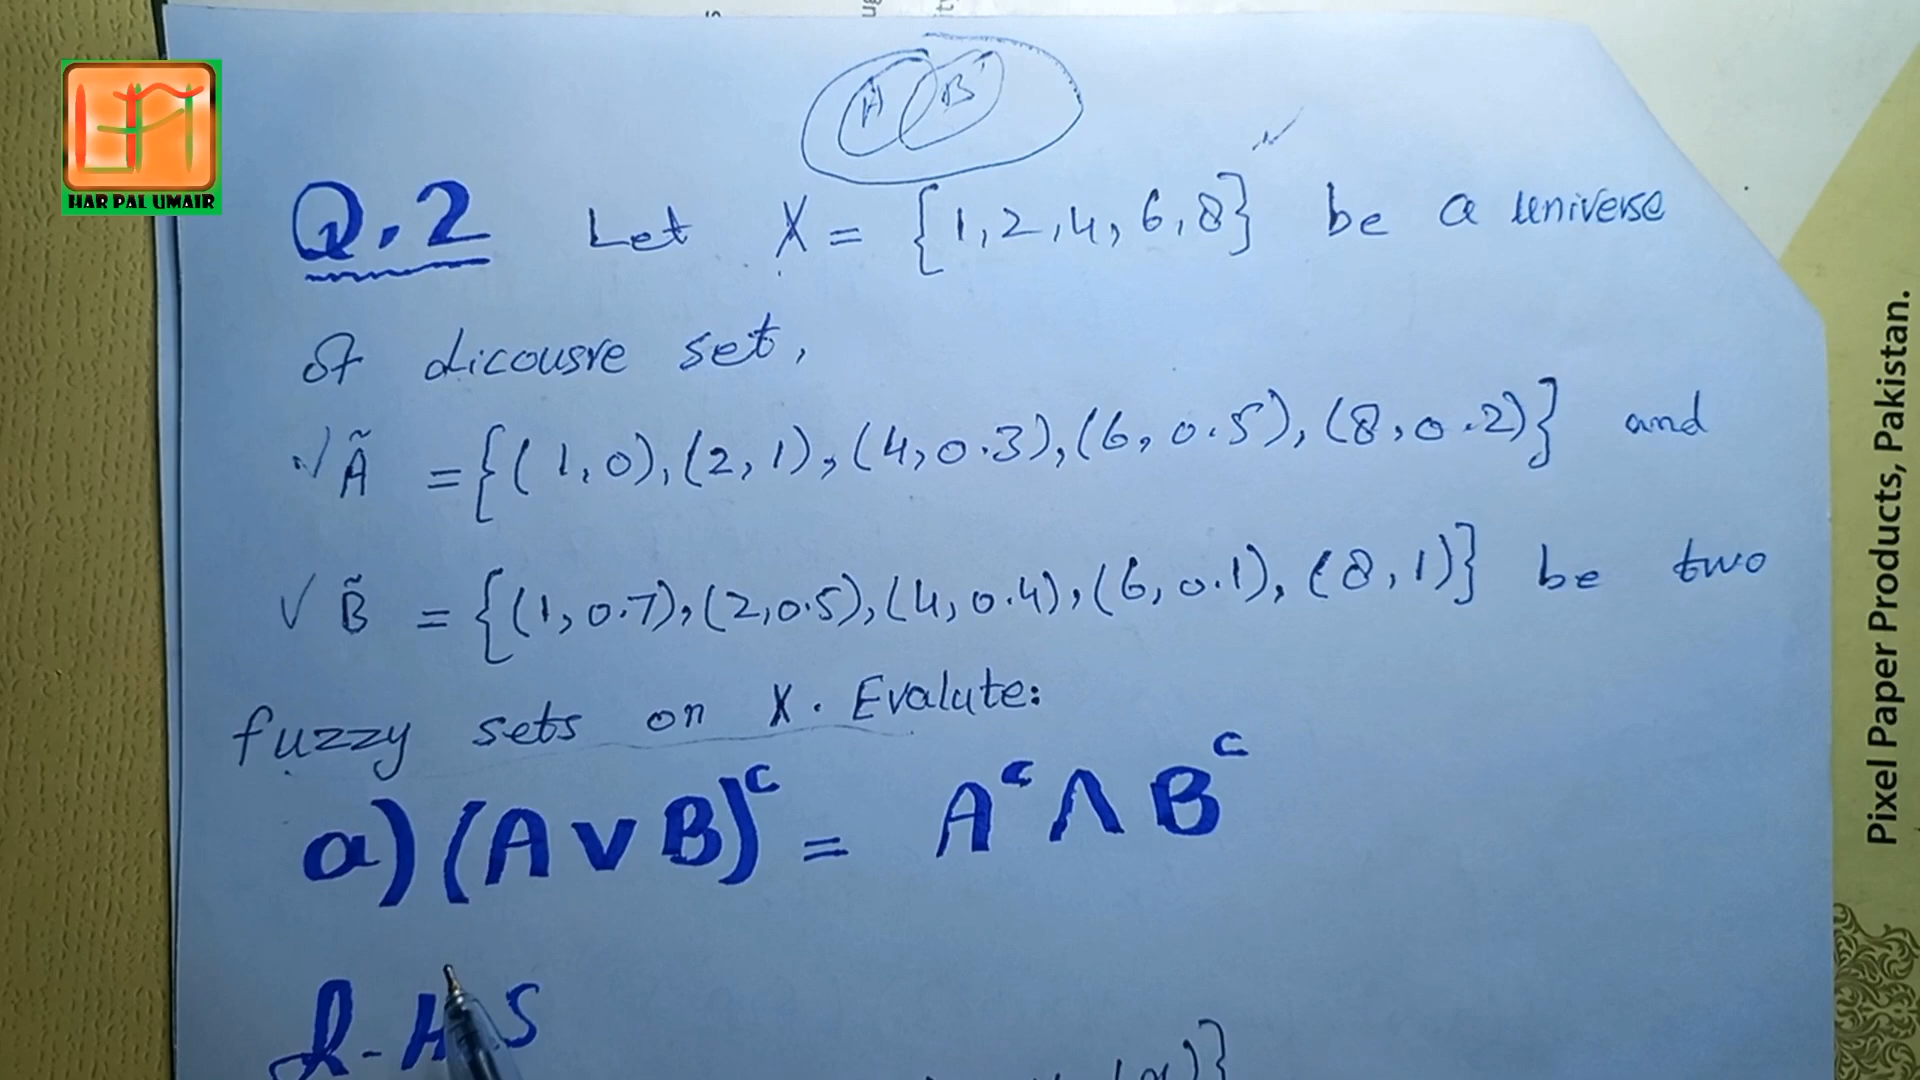 HAR PAL UMAIR
A B
Q.2 Let X = {1,2,4,6,8} be a universe
of dicousre set,
Ã = {(1,0),(2,1),(4,0.3),(6,0.5),(8,0.2)} and
B̃ = {(1,0.7),(2,0.5),(4,0.4),(6,0.1),(8,1)} be two
fuzzy sets on X. Evalute:
a) (A ∨ B)ᶜ = Aᶜ ∧ Bᶜ
Pixel Paper Products, Pakistan.